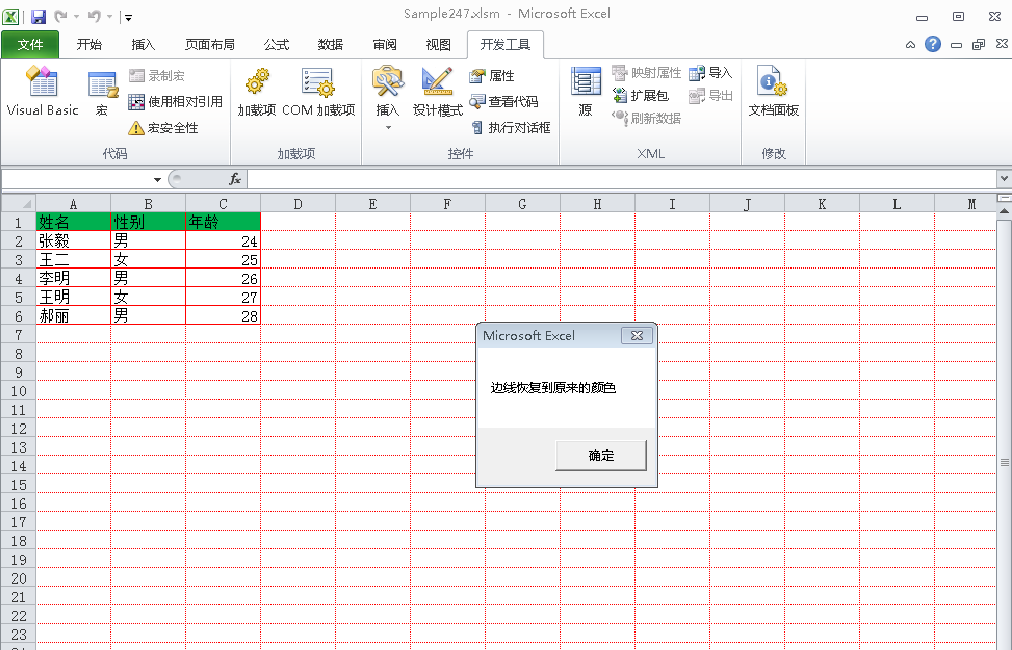 Sample247.xlsm - Microsoft Excel
文件 开始 插入 页面布局 公式 数据 审阅 视图 开发工具
Visual Basic 宏 录制宏 使用相对引用 宏安全性 加载项 COM 加载项 插入 设计模式 属性 查看代码 执行对话框 源 映射属性 扩展包 刷新数据 导入 导出 文档面板
代码 加载项 控件 XML 修改
fx
A B C D E F G H I J K L M
1 姓名 性别 年龄
2 张毅 男 24
3 王二 女 25
4 李明 男 26
5 王明 女 27
6 郝丽 男 28
7
8
9
10
11
12
13
14
15
16
17
18
19
20
21
22
23
Microsoft Excel
边线恢复到原来的颜色
确定